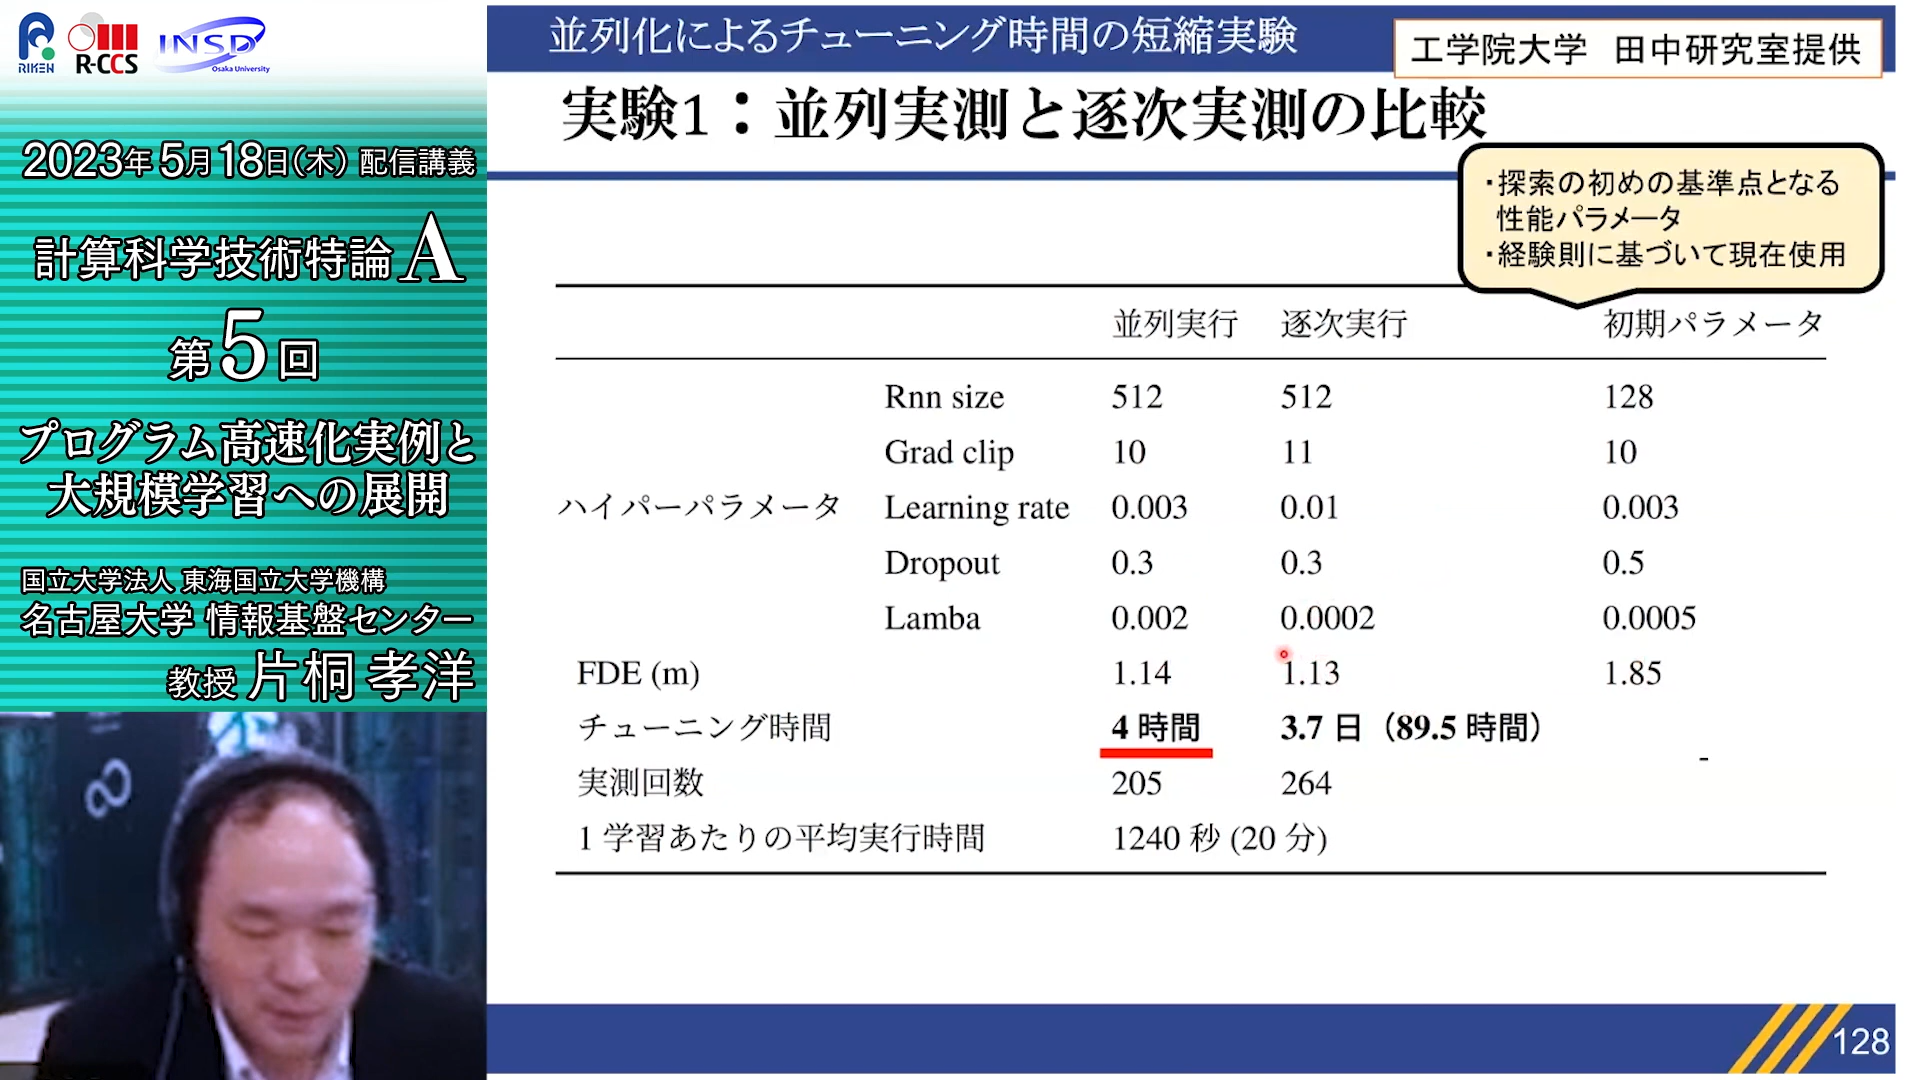 RIKEN
R-CCS
INSD
Osaka University
2023年5月18日(木) 配信講義
計算科学技術特論A
第5回
プログラム高速化実例と
大規模学習への展開
国立大学法人 東海国立大学機構
名古屋大学 情報基盤センター
教授 片桐 孝洋
並列化によるチューニング時間の短縮実験
工学院大学 田中研究室提供
実験1：並列実測と逐次実測の比較
・探索の初めの基準点となる
性能パラメータ
・経験則に基づいて現在使用
並列実行 逐次実行 初期パラメータ
Rnn size 512 512 128
Grad clip 10 11 10
ハイパーパラメータ Learning rate 0.003 0.01 0.003
Dropout 0.3 0.3 0.5
Lamba 0.002 0.0002 0.0005
FDE (m) 1.14 1.13 1.85
チューニング時間 4 時間 3.7 日（89.5 時間） -
実測回数 205 264
1 学習あたりの平均実行時間 1240 秒 (20 分)
128